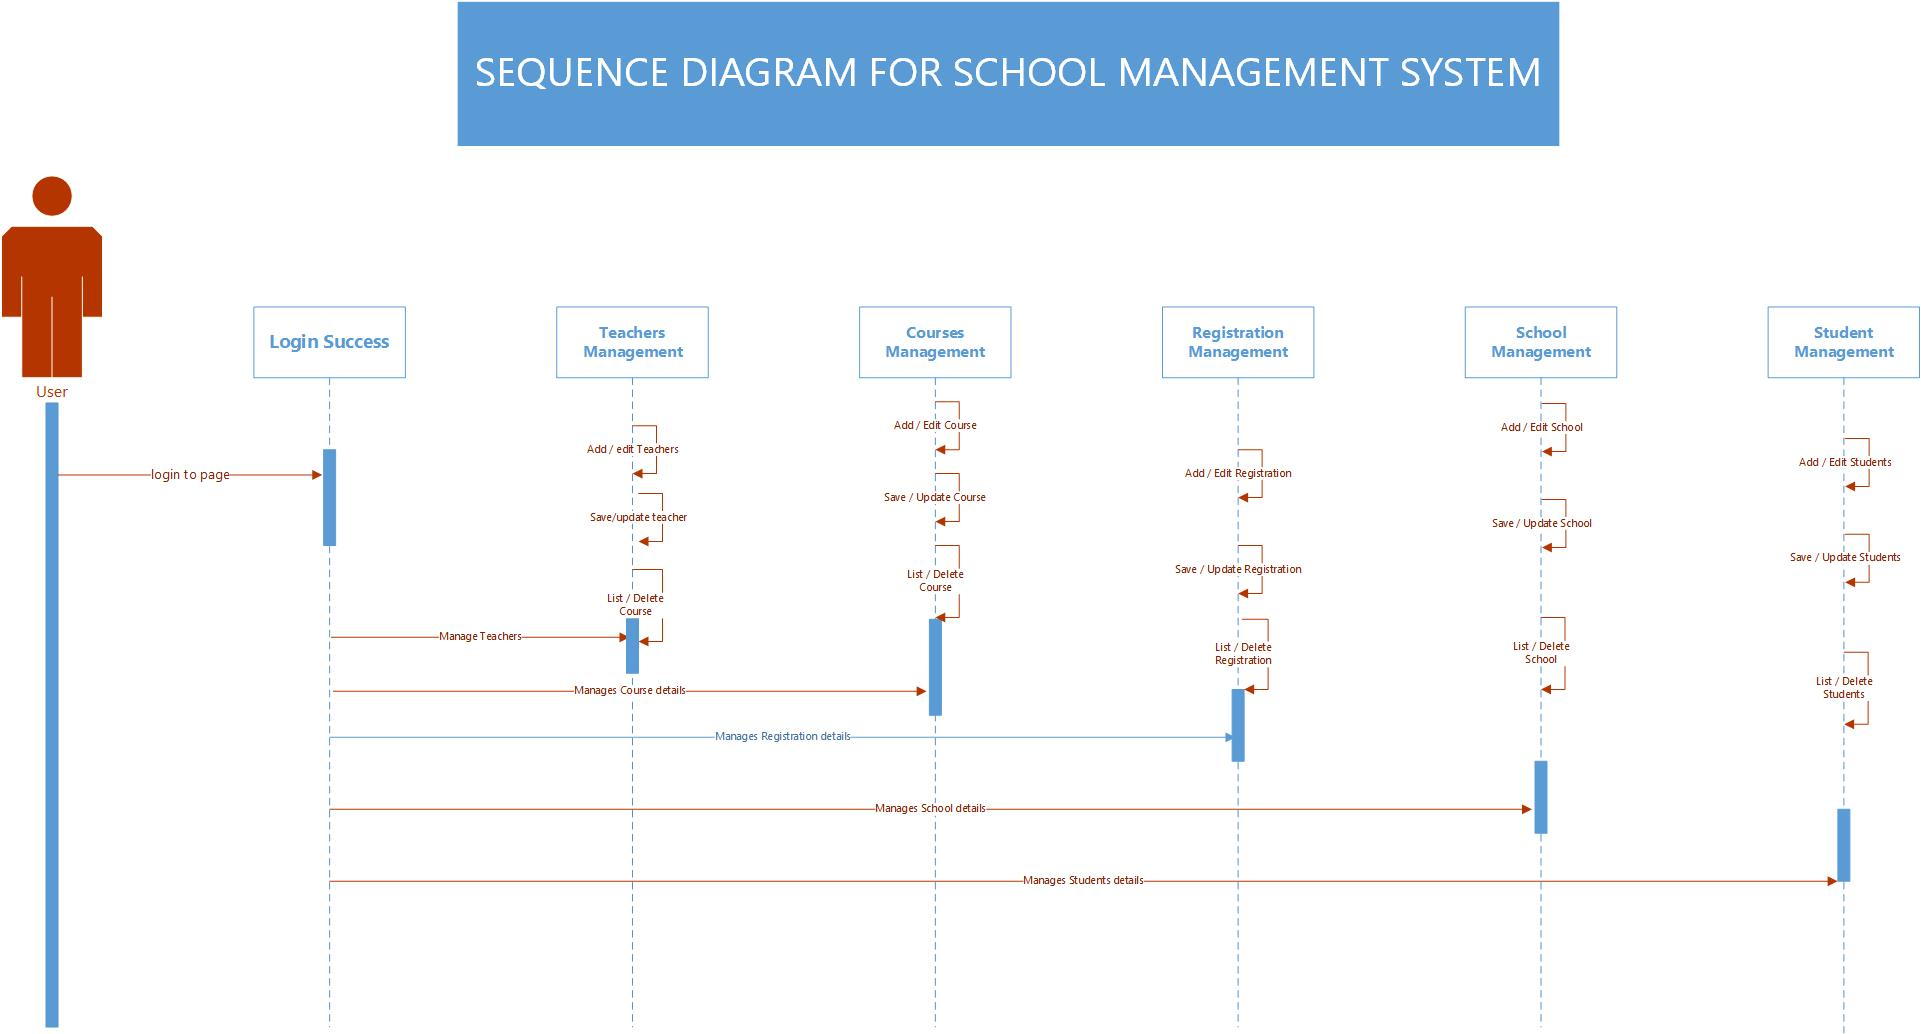 SEQUENCE DIAGRAM FOR SCHOOL MANAGEMENT SYSTEM
User
Login Success
Teachers
Management
Courses
Management
Registration
Management
School
Management
Student
Management
login to page
Add / edit Teachers
Save/update teacher
List / Delete
Course
Add / Edit Course
Save / Update Course
List / Delete
Course
Add / Edit Registration
Save / Update Registration
List / Delete
Registration
Add / Edit School
Save / Update School
List / Delete
School
Add / Edit Students
Save / Update Students
List / Delete
Students
Manage Teachers
Manages Course details
Manages Registration details
Manages School details
Manages Students details